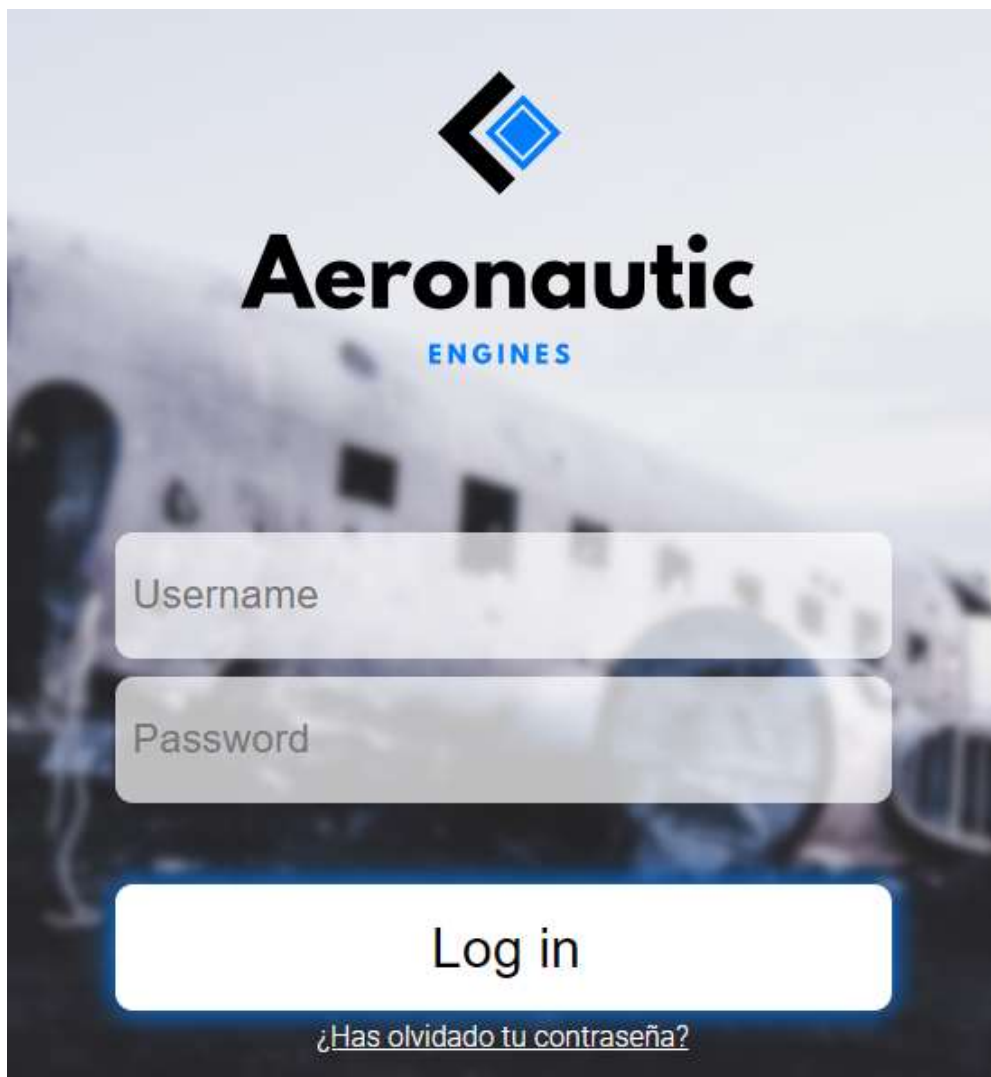 Aeronautic
ENGINES
Username
Password
Log in
¿Has olvidado tu contraseña?